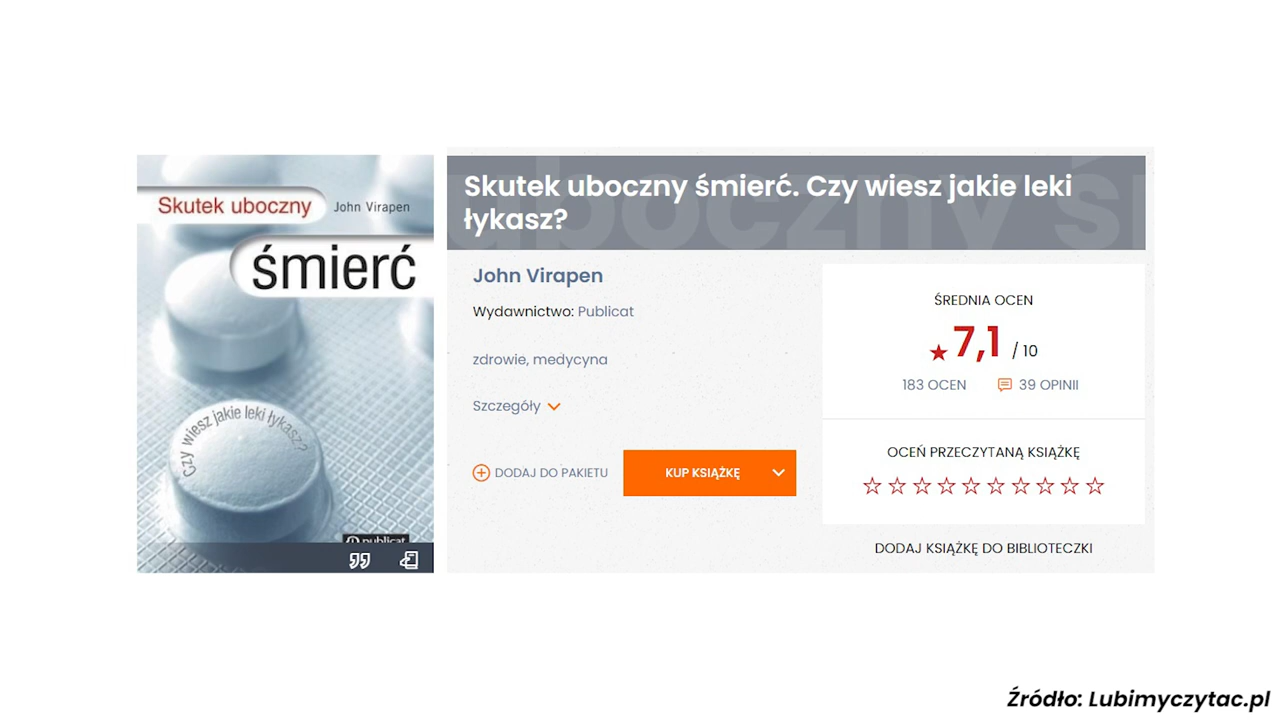 Skutek uboczny
John Virapen
śmierć
Czy wiesz jakie leki łykasz?
publicat
Skutek uboczny śmierć. Czy wiesz jakie leki
łykasz?
John Virapen
Wydawnictwo: Publicat
zdrowie, medycyna
Szczegóły
DODAJ DO PAKIETU
KUP KSIĄŻKĘ
ŚREDNIA OCEN
7,1 / 10
183 OCEN
39 OPINII
OCEŃ PRZECZYTANĄ KSIĄŻKĘ
DODAJ KSIĄŻKĘ DO BIBLIOTECZKI
Źródło: Lubimyczytac.pl